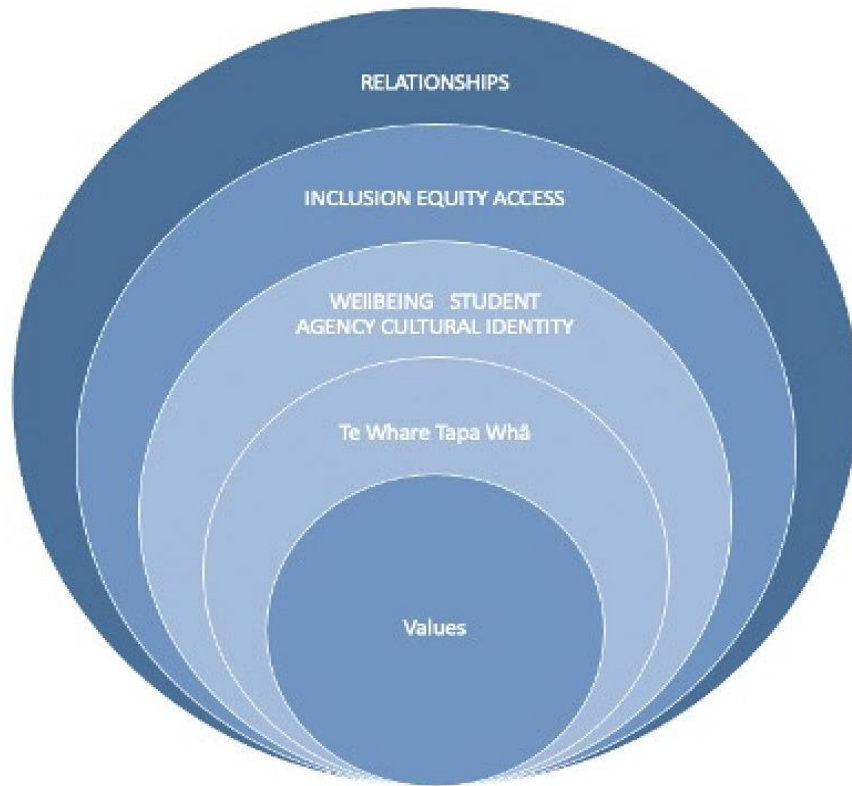 RELATIONSHIPS
INCLUSION EQUITY ACCESS
WEllBEING STUDENT
AGENCY CULTURAL IDENTITY
Te Whare Tapa Whā
Values